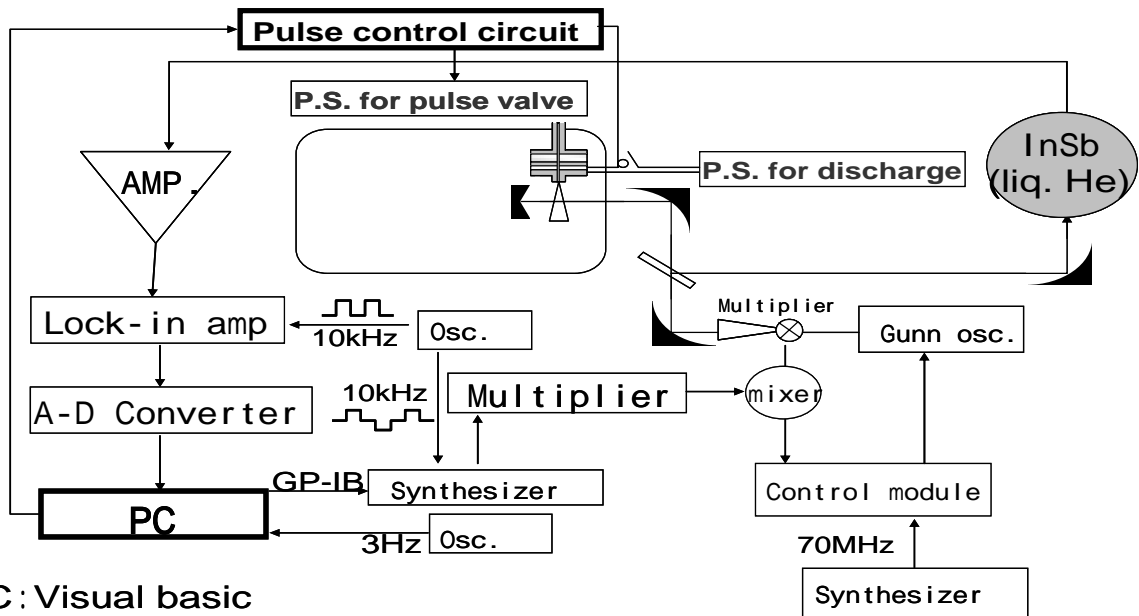 Pulse control circuit
P.S. for pulse valve
P.S. for discharge
InSb
(liq. He)
AMP.
Lock-in amp
10kHz
Osc.
Multiplier
Gunn osc.
A-D Converter
10kHz
Multiplier
mixer
GP-IB
Synthesizer
Control module
PC
3Hz
Osc.
70MHz
Synthesizer
C:Visual basic